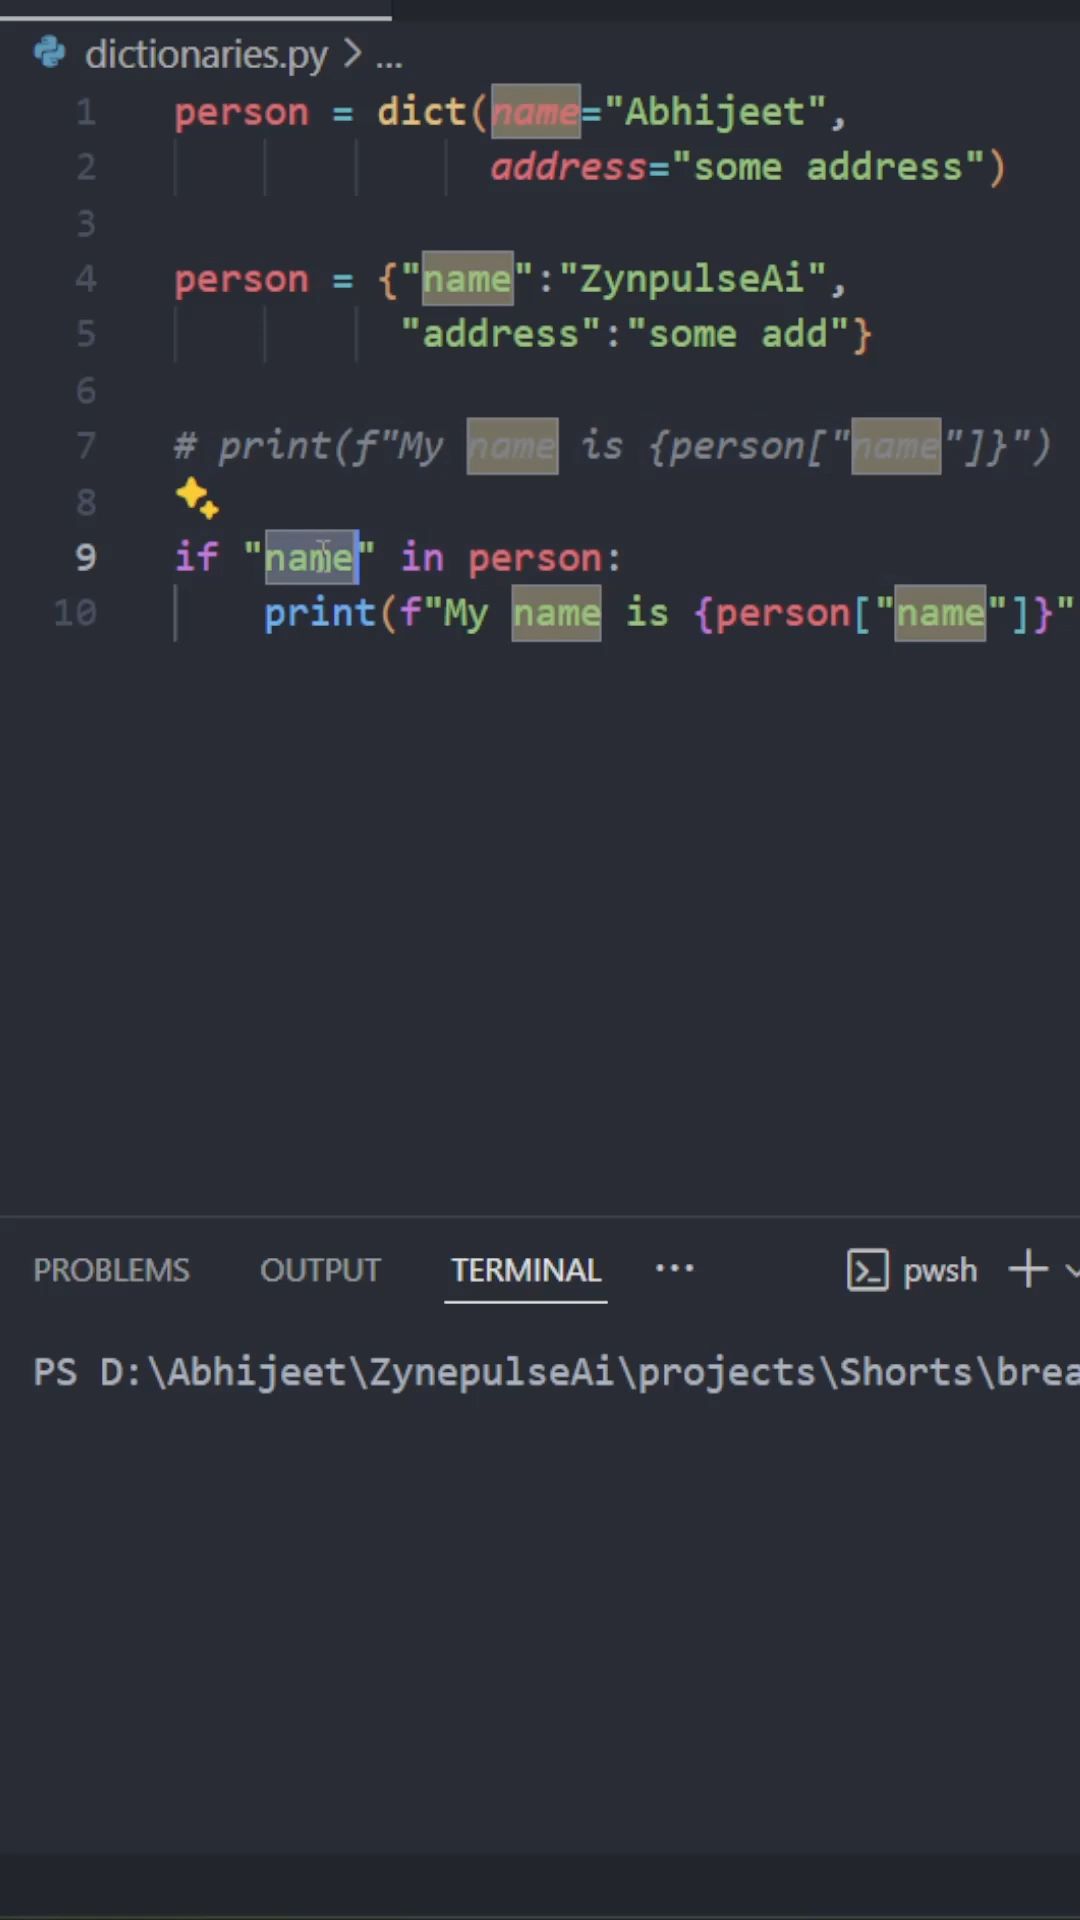 dictionaries.py > ...
1 person = dict(name="Abhijeet",
2 address="some address")
3
4 person = {"name":"ZynpulseAi",
5 "address":"some add"}
6
7 # print(f"My name is {person["name"]}")
8
9 if "name" in person:
10 print(f"My name is {person["name"]}"
PROBLEMS OUTPUT TERMINAL ... pwsh
PS D:\Abhijeet\ZynepulseAi\projects\Shorts\brea